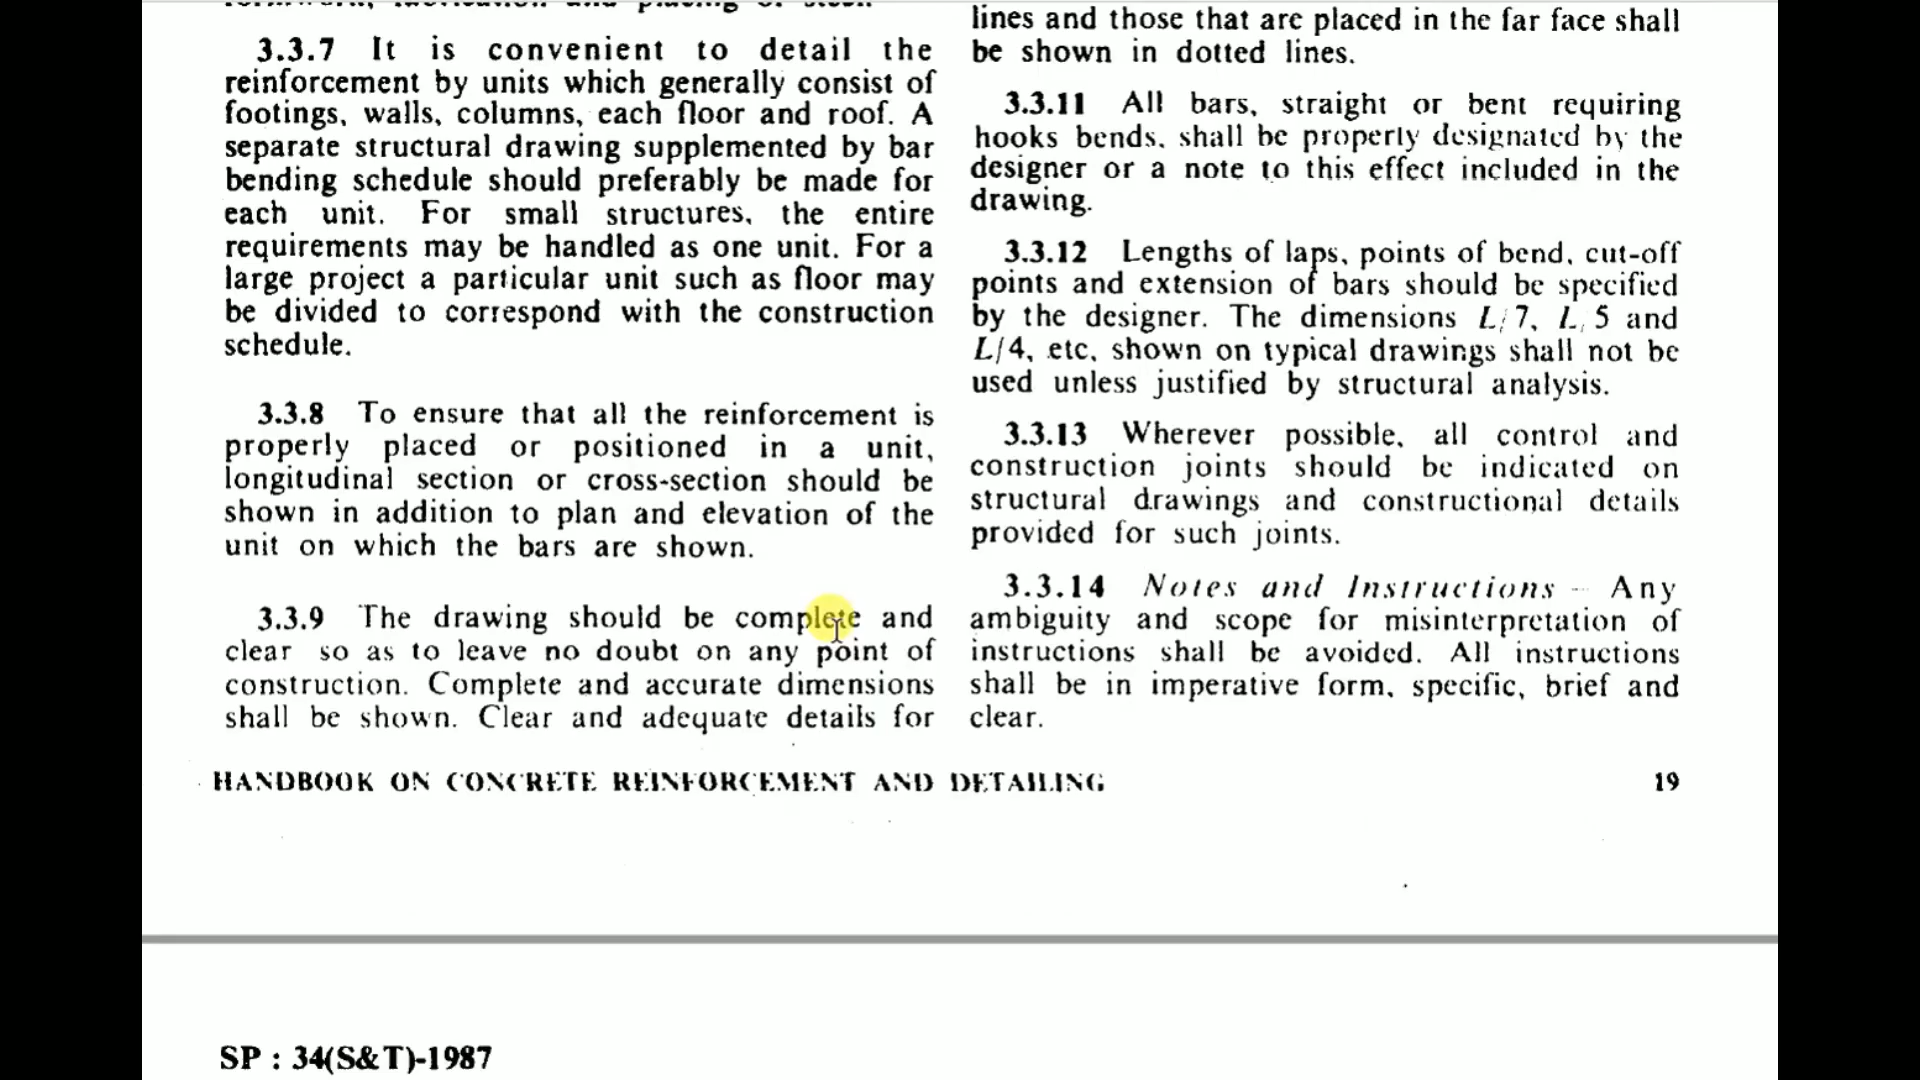 3.3.7 It is convenient to detail the
reinforcement by units which generally consist of
footings, walls, columns, each floor and roof. A
separate structural drawing supplemented by bar
bending schedule should preferably be made for
each unit. For small structures, the entire
requirements may be handled as one unit. For a
large project a particular unit such as floor may
be divided to correspond with the construction
schedule.
3.3.8 To ensure that all the reinforcement is
properly placed or positioned in a unit,
longitudinal section or cross-section should be
shown in addition to plan and elevation of the
unit on which the bars are shown.
3.3.9 The drawing should be complete and
clear so as to leave no doubt on any point of
construction. Complete and accurate dimensions
shall be shown. Clear and adequate details for
lines and those that are placed in the far face shall
be shown in dotted lines.
3.3.11 All bars, straight or bent requiring
hooks bends, shall be properly designated by the
designer or a note to this effect included in the
drawing.
3.3.12 Lengths of laps, points of bend, cut-off
points and extension of bars should be specified
by the designer. The dimensions L/7, L/5 and
L/4, etc, shown on typical drawings shall not be
used unless justified by structural analysis.
3.3.13 Wherever possible, all control and
construction joints should be indicated on
structural drawings and constructional details
provided for such joints.
3.3.14 Notes and Instructions - Any
ambiguity and scope for misinterpretation of
instructions shall be avoided. All instructions
shall be in imperative form, specific, brief and
clear.
HANDBOOK ON CONCRETE REINFORCEMENT AND DETAILING 19
SP : 34(S&T)-1987